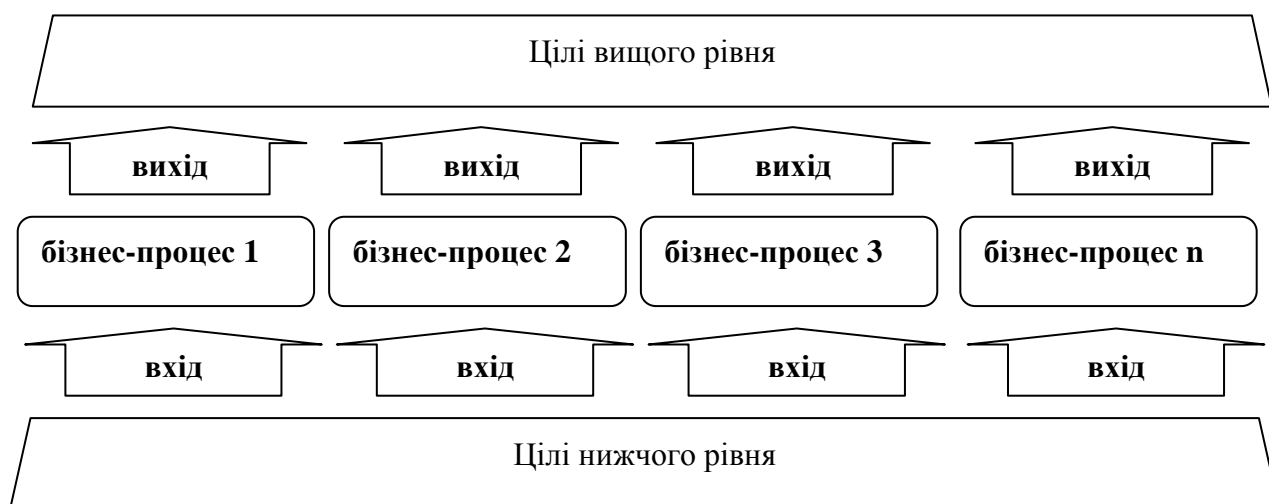 Цілі вищого рівня
вихід вихід вихід вихід
бізнес-процес 1 бізнес-процес 2 бізнес-процес 3 бізнес-процес n
вхід вхід вхід вхід
Цілі нижчого рівня